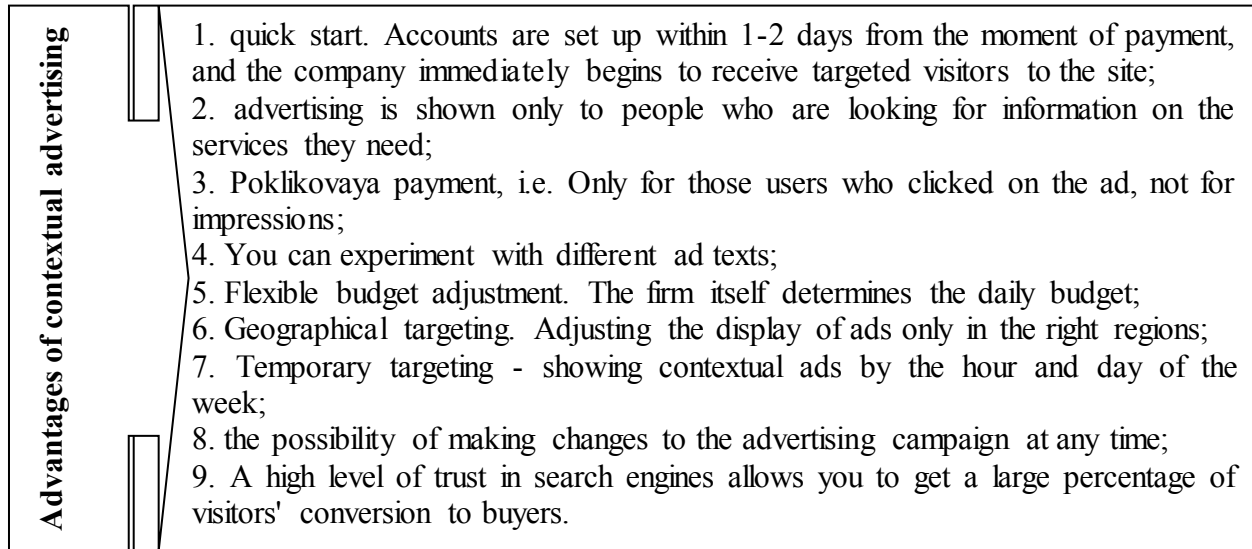 Advantages of contextual advertising
1. quick start. Accounts are set up within 1-2 days from the moment of payment,
and the company immediately begins to receive targeted visitors to the site;
2. advertising is shown only to people who are looking for information on the
services they need;
3. Poklikovaya payment, i.e. Only for those users who clicked on the ad, not for
impressions;
4. You can experiment with different ad texts;
5. Flexible budget adjustment. The firm itself determines the daily budget;
6. Geographical targeting. Adjusting the display of ads only in the right regions;
7. Temporary targeting - showing contextual ads by the hour and day of the
week;
8. the possibility of making changes to the advertising campaign at any time;
9. A high level of trust in search engines allows you to get a large percentage of
visitors' conversion to buyers.